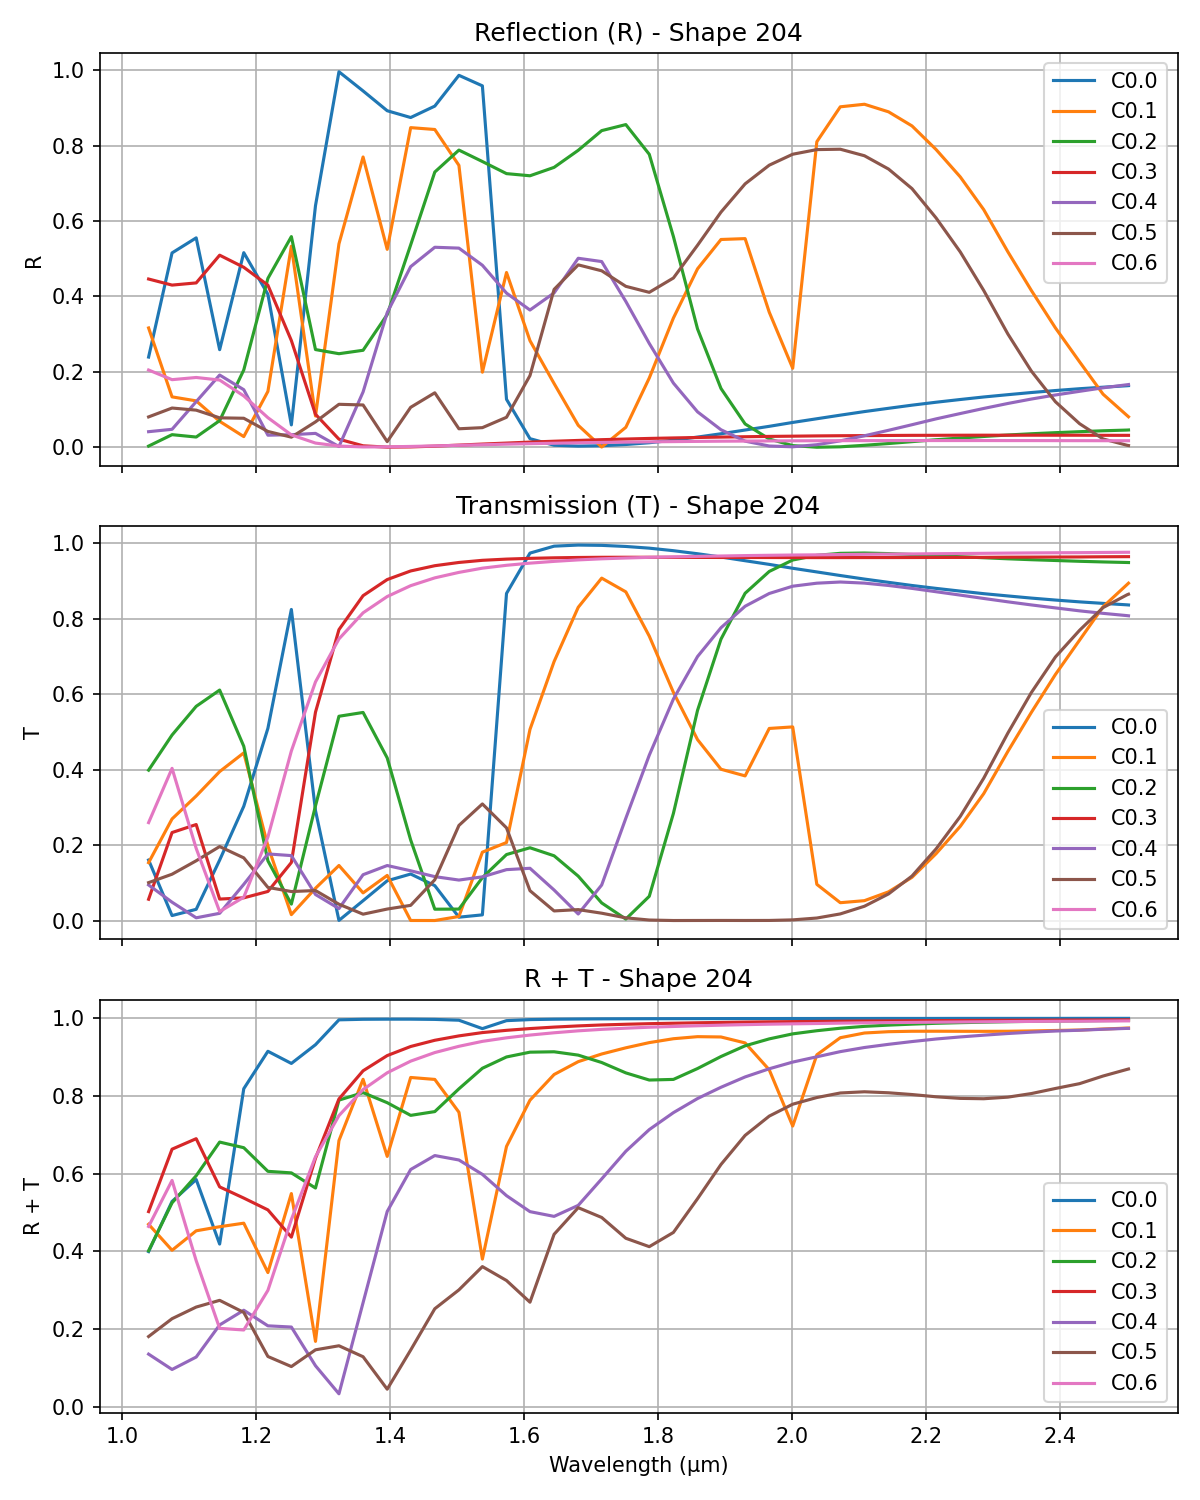 Reflection (R) - Shape 204
1.0
0.8
0.6
0.4
0.2
0.0
R
C0.0
C0.1
C0.2
C0.3
C0.4
C0.5
C0.6
Transmission (T) - Shape 204
1.0
0.8
0.6
0.4
0.2
0.0
T
C0.0
C0.1
C0.2
C0.3
C0.4
C0.5
C0.6
R + T - Shape 204
1.0
0.8
0.6
0.4
0.2
0.0
R + T
C0.0
C0.1
C0.2
C0.3
C0.4
C0.5
C0.6
1.0 1.2 1.4 1.6 1.8 2.0 2.2 2.4
Wavelength (μm)